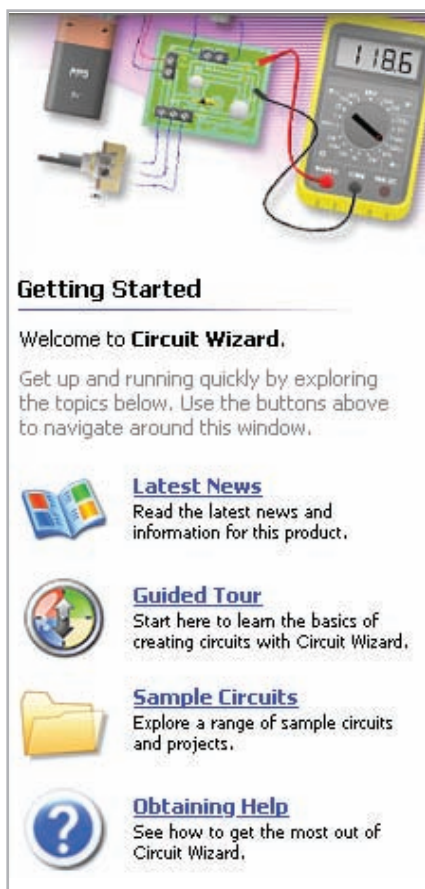 118.6
Getting Started
Welcome to Circuit Wizard.
Get up and running quickly by exploring
the topics below. Use the buttons above
to navigate around this window.
Latest News
Read the latest news and
information for this product.
Guided Tour
Start here to learn the basics of
creating circuits with Circuit Wizard.
Sample Circuits
Explore a range of sample circuits
and projects.
Obtaining Help
See how to get the most out of
Circuit Wizard.